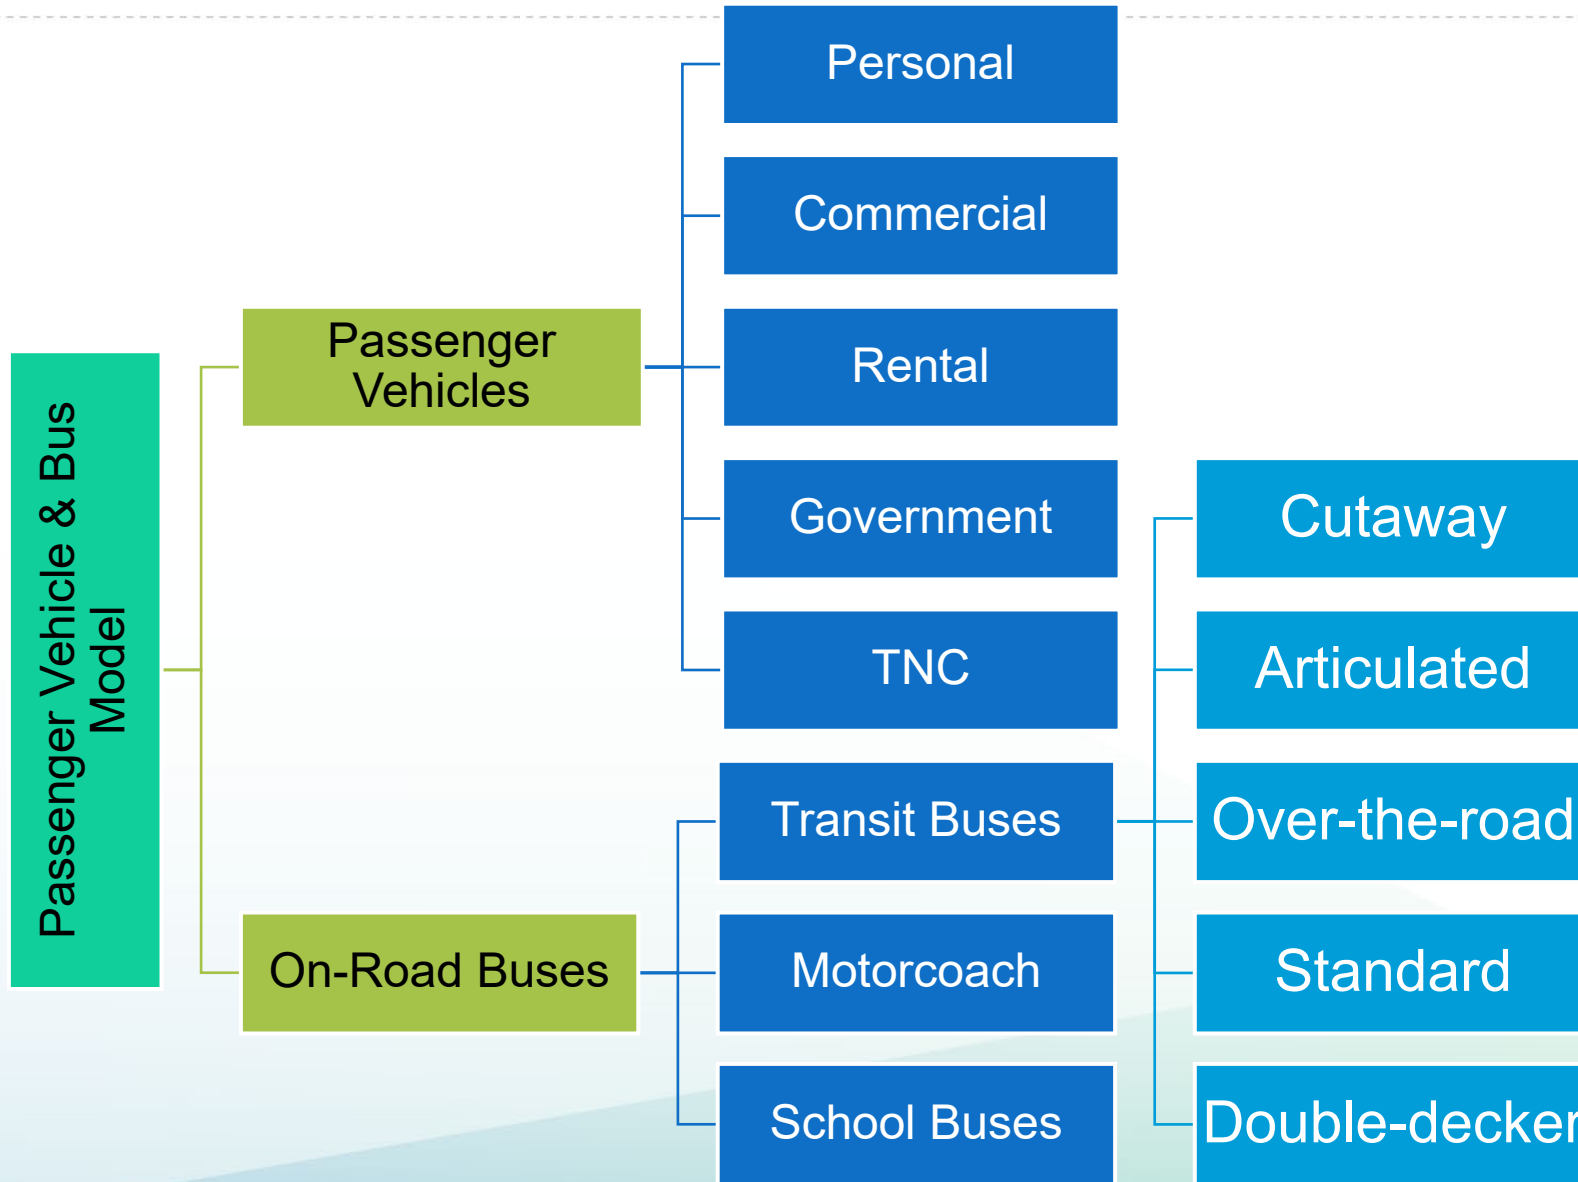 Passenger Vehicle & Bus
Model
Passenger
Vehicles
On-Road Buses
Personal
Commercial
Rental
Government
TNC
Transit Buses
Motorcoach
School Buses
Cutaway
Articulated
Over-the-road
Standard
Double-decker